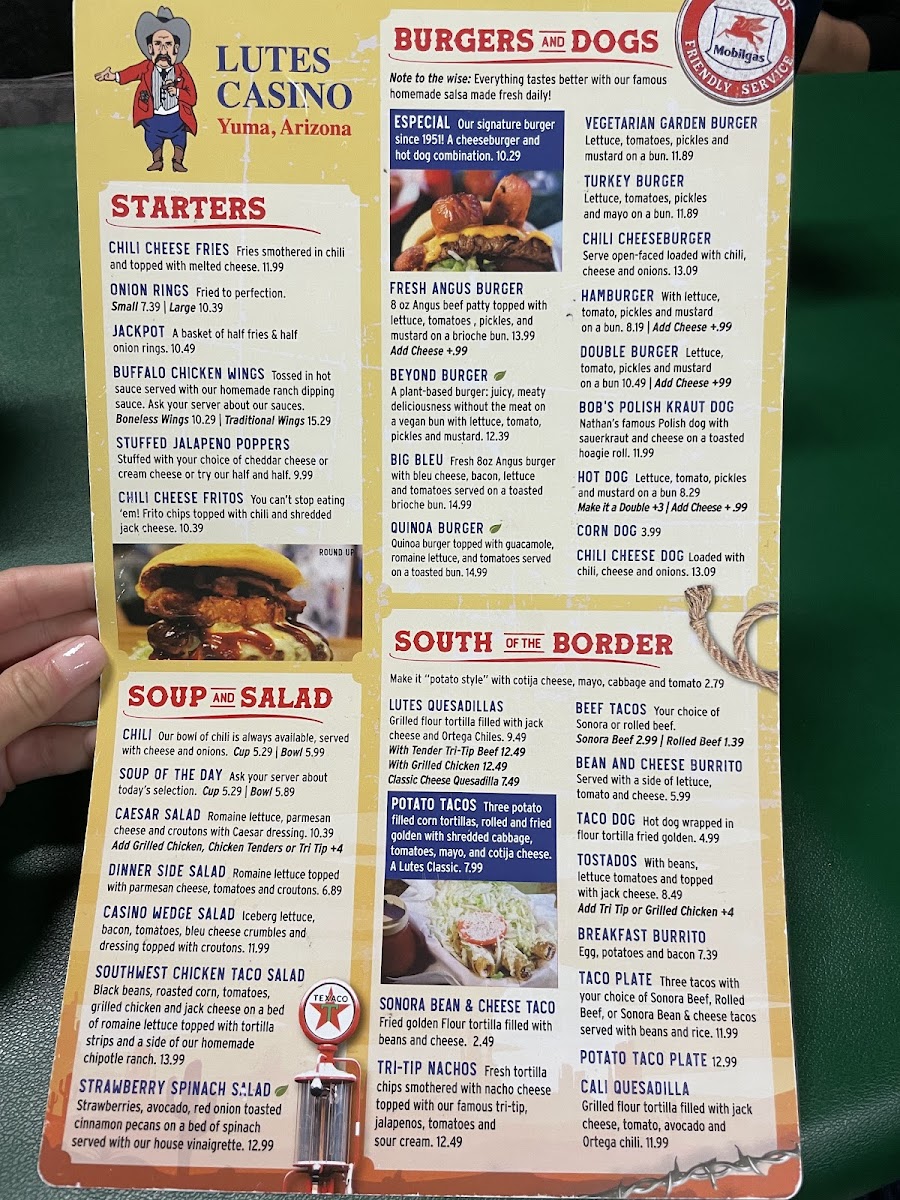 LUTES
CASINO
Yuma, Arizona
STARTERS
CHILI CHEESE FRIES Fries smothered in chili
and topped with melted cheese. 11.99
ONION RINGS Fried to perfection.
Small 7.39 | Large 10.39
JACKPOT A basket of half fries & half
onion rings. 10.49
BUFFALO CHICKEN WINGS Tossed in hot
sauce served with our homemade ranch dipping
sauce. Ask your server about our sauces.
Boneless Wings 10.29 | Traditional Wings 15.29
STUFFED JALAPENO POPPERS
Stuffed with your choice of cheddar cheese or
cream cheese or try our half and half. 9.99
CHILI CHEESE FRITOS You can't stop eating
'em! Frito chips topped with chili and shredded
jack cheese. 10.39
ROUND UP
SOUP AND SALAD
CHILI Our bowl of chili is always available, served
with cheese and onions. Cup 5.29 | Bowl 5.99
SOUP OF THE DAY Ask your server about
today's selection. Cup 5.29 | Bowl 5.89
CAESAR SALAD Romaine lettuce, parmesan
cheese and croutons with Caesar dressing. 10.39
Add Grilled Chicken, Chicken Tenders or Tri Tip +4
DINNER SIDE SALAD Romaine lettuce topped
with parmesan cheese, tomatoes and croutons. 6.89
CASINO WEDGE SALAD Iceberg lettuce,
bacon, tomatoes, bleu cheese crumbles and
dressing topped with croutons. 11.99
SOUTHWEST CHICKEN TACO SALAD
Black beans, roasted corn, tomatoes,
grilled chicken and jack cheese on a bed
of romaine lettuce topped with tortilla
strips and a side of our homemade
chipotle ranch. 13.99
STRAWBERRY SPINACH SALAD
Strawberries, avocado, red onion toasted
cinnamon pecans on a bed of spinach
served with our house vinaigrette. 12.99
TEXACO
T
BURGERS AND DOGS
Note to the wise: Everything tastes better with our famous
homemade salsa made fresh daily!
OF
Mobilgas
FRIENDLY SERVICE
ESPECIAL Our signature burger
since 1951! A cheeseburger and
hot dog combination. 10.29
FRESH ANGUS BURGER
8 oz Angus beef patty topped with
lettuce, tomatoes , pickles, and
mustard on a brioche bun. 13.99
Add Cheese +.99
BEYOND BURGER
A plant-based burger: juicy, meaty
deliciousness without the meat on
a vegan bun with lettuce, tomato,
pickles and mustard. 12.39
BIG BLEU Fresh 8oz Angus burger
with bleu cheese, bacon, lettuce
and tomatoes served on a toasted
brioche bun. 14.99
QUINOA BURGER
Quinoa burger topped with guacamole,
romaine lettuce, and tomatoes served
on a toasted bun. 14.99
VEGETARIAN GARDEN BURGER
Lettuce, tomatoes, pickles and
mustard on a bun. 11.89
TURKEY BURGER
Lettuce, tomatoes, pickles
and mayo on a bun. 11.89
CHILI CHEESEBURGER
Serve open-faced loaded with chili,
cheese and onions. 13.09
HAMBURGER With lettuce,
tomato, pickles and mustard
on a bun. 8.19 | Add Cheese +.99
DOUBLE BURGER Lettuce,
tomato, pickles and mustard
on a bun 10.49 | Add Cheese +99
BOB'S POLISH KRAUT DOG
Nathan's famous Polish dog with
sauerkraut and cheese on a toasted
hoagie roll. 11.99
HOT DOG Lettuce, tomato, pickles
and mustard on a bun 8.29
Make it a Double +3 | Add Cheese + .99
CORN DOG 3.99
CHILI CHEESE DOG Loaded with
chili, cheese and onions. 13.09
SOUTH OF THE BORDER
Make it "potato style" with cotija cheese, mayo, cabbage and tomato 2.79
LUTES QUESADILLAS
Grilled flour tortilla filled with jack
cheese and Ortega Chiles. 9.49
With Tender Tri-Tip Beef 12.49
With Grilled Chicken 12.49
Classic Cheese Quesadilla 7.49
POTATO TACOS Three potato
filled corn tortillas, rolled and fried
golden with shredded cabbage,
tomatoes, mayo, and cotija cheese.
A Lutes Classic. 7.99
SONORA BEAN & CHEESE TACO
Fried golden Flour tortilla filled with
beans and cheese. 2.49
TRI-TIP NACHOS Fresh tortilla
chips smothered with nacho cheese
topped with our famous tri-tip,
jalapenos, tomatoes and
sour cream. 12.49
BEEF TACOS Your choice of
Sonora or rolled beef.
Sonora Beef 2.99 | Rolled Beef 1.39
BEAN AND CHEESE BURRITO
Served with a side of lettuce,
tomato and cheese. 5.99
TACO DOG Hot dog wrapped in
flour tortilla fried golden. 4.99
TOSTADOS With beans,
lettuce tomatoes and topped
with jack cheese. 8.49
Add Tri Tip or Grilled Chicken +4
BREAKFAST BURRITO
Egg, potatoes and bacon 7.39
TACO PLATE Three tacos with
your choice of Sonora Beef, Rolled
Beef, or Sonora Bean & cheese tacos
served with beans and rice. 11.99
POTATO TACO PLATE 12.99
CALI QUESADILLA
Grilled flour tortilla filled with jack
cheese, tomato, avocado and
Ortega chili. 11.99